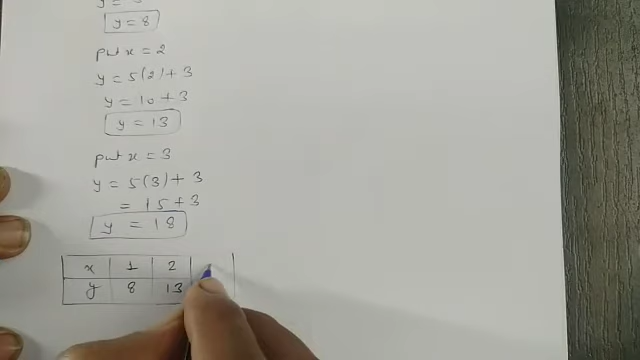 y = 8
put x = 2
y = 5(2) + 3
y = 10 + 3
y = 13
put x = 3
y = 5(3) + 3
= 15 + 3
y = 18
x 1 2
y 8 13